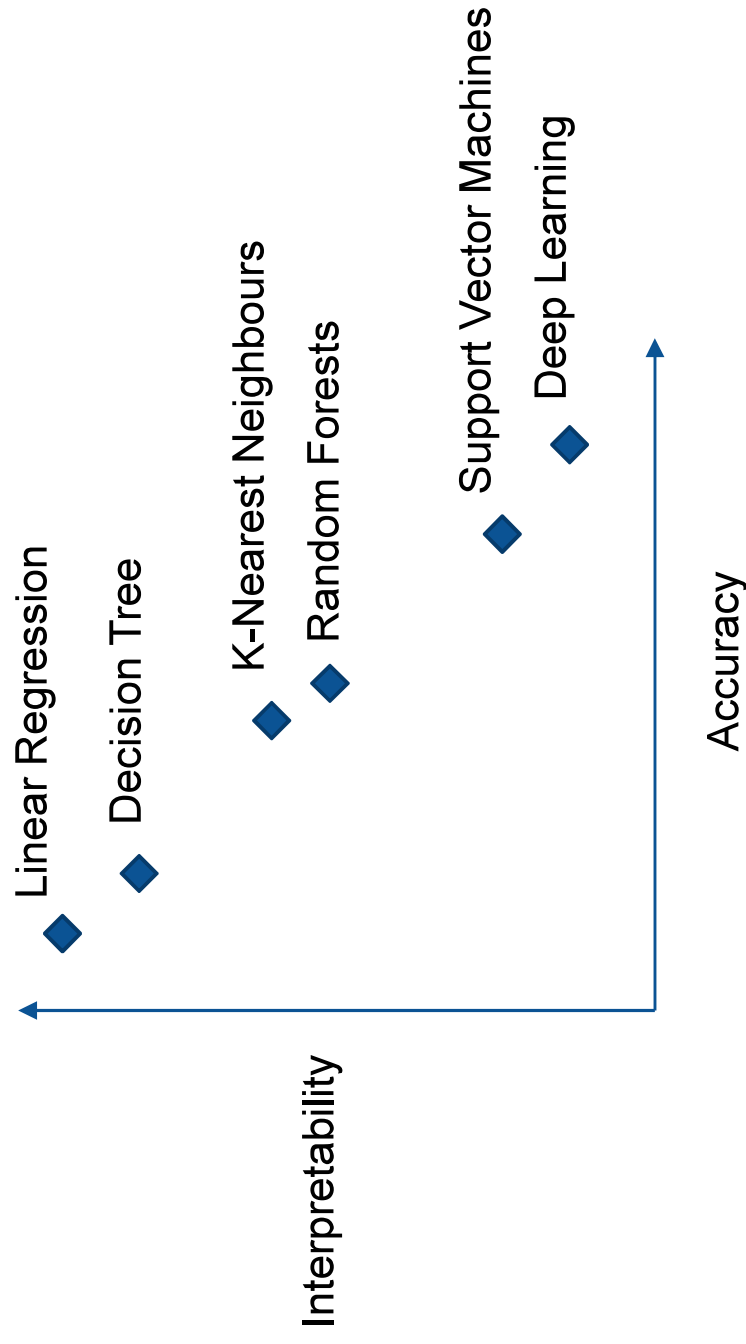 Linear Regression
Decision Tree
K-Nearest Neighbours
Random Forests
Support Vector Machines
Deep Learning
Interpretability
Accuracy